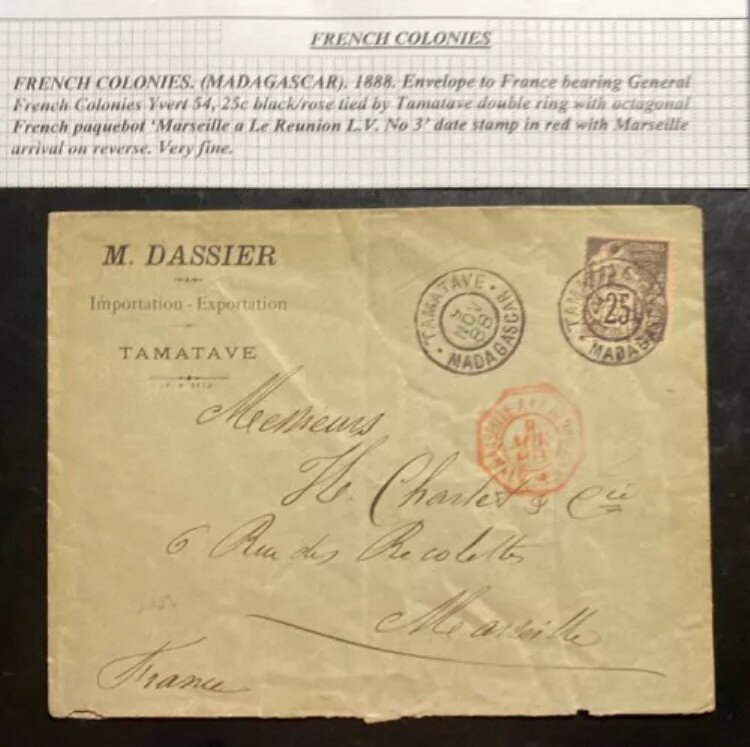 FRENCH COLONIES
FRENCH COLONIES. (MADAGASCAR). 1888. Envelope to France bearing General
French Colonies Yvert 54, 25c black/rose tied by Tamatave double ring with octagonal
French paquebot 'Marseille a Le Reunion L.V. No 3' date stamp in red with Marseille
arrival on reverse. Very fine.
M. DASSIER
Importation - Exportation
TAMATAVE
TAMATAVE
MADAGASCAR
TAMATAVE
25
MADAGASCAR
Messieurs
H. Charlet & Cie
6 Rue des Recolettes
Marseille
France